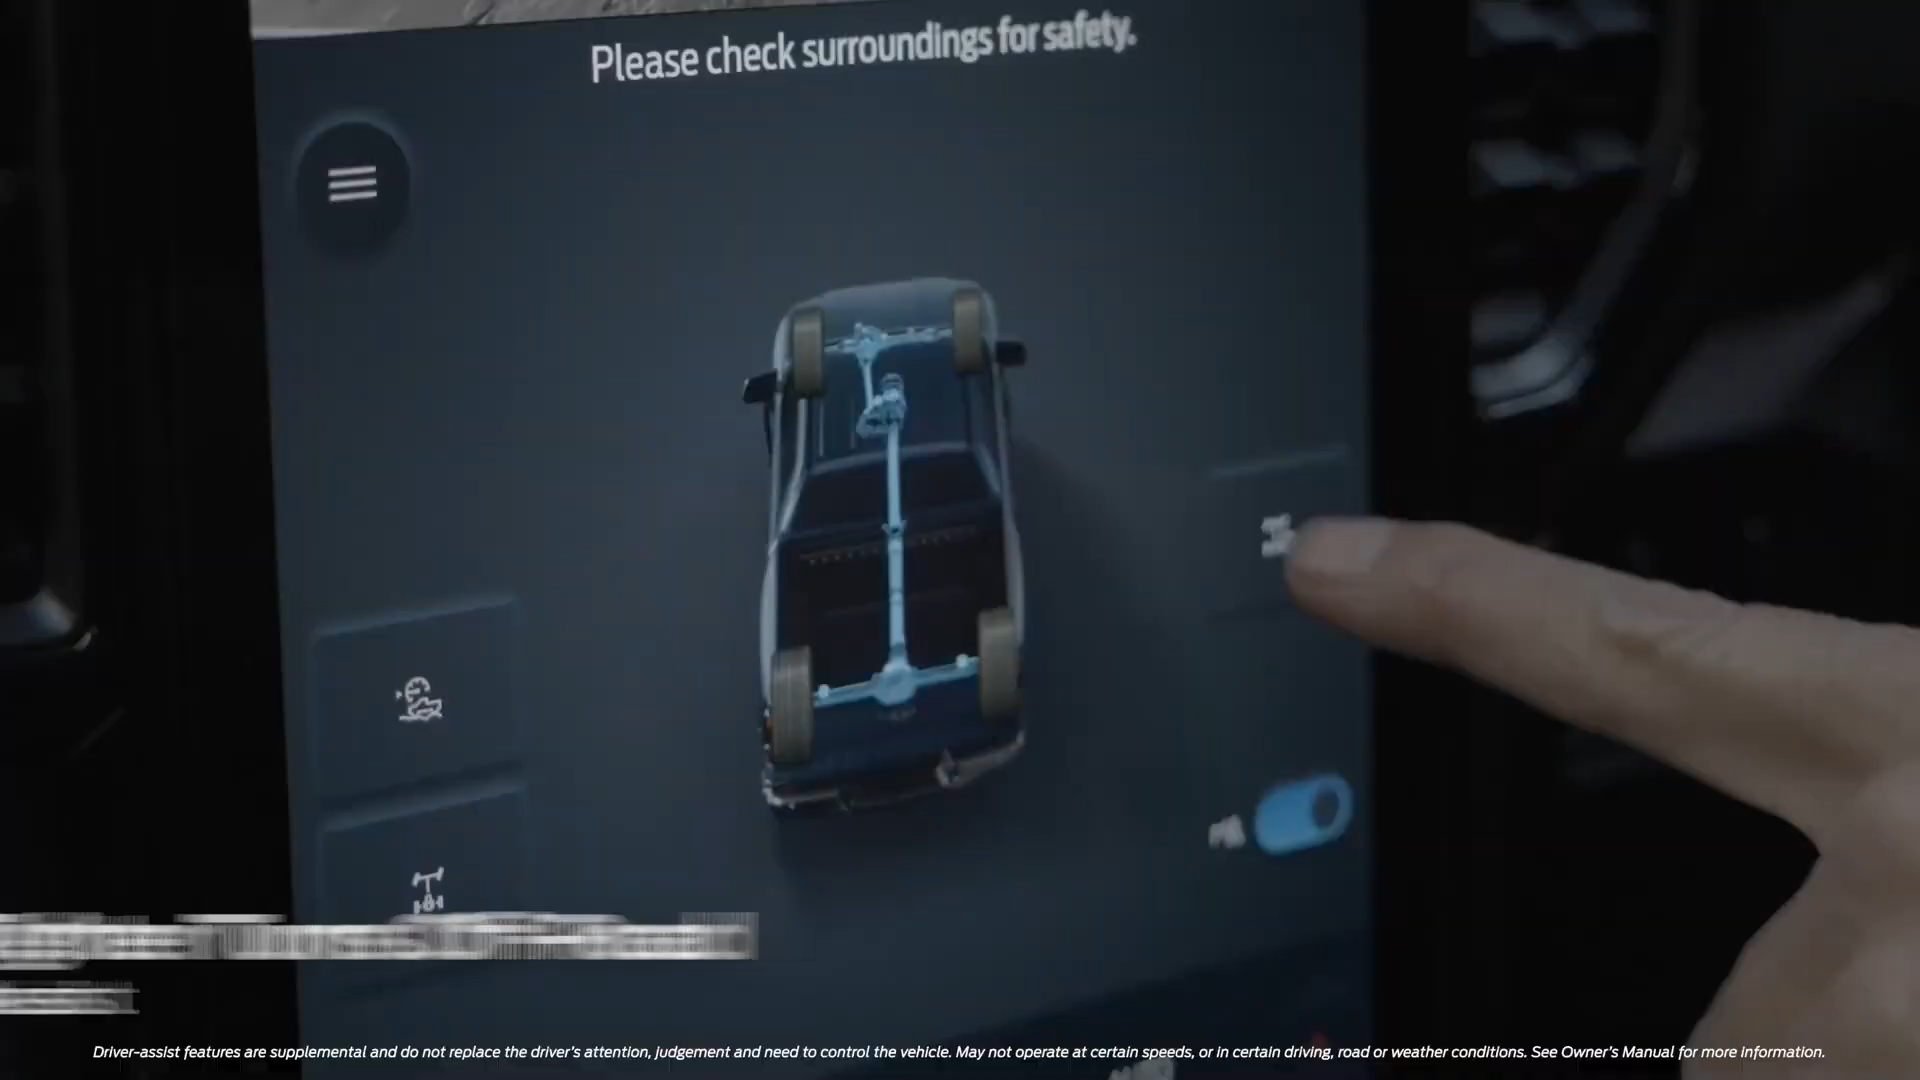 Please check surroundings for safety.
Driver-assist features are supplemental and do not replace the driver's attention, judgement and need to control the vehicle. May not operate at certain speeds, or in certain driving, road or weather conditions. See Owner's Manual for more information.